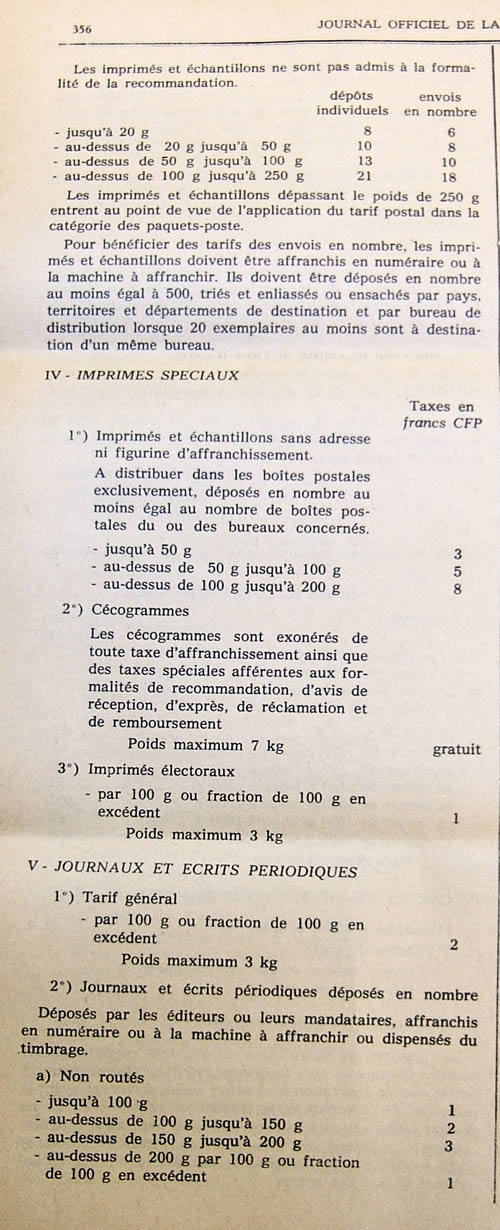 356
JOURNAL OFFICIEL DE LA
Les imprimés et échantillons ne sont pas admis à la forma-
lité de la recommandation.
dépôts individuels envois en nombre
- jusqu'à 20 g 8 6
- au-dessus de 20 g jusqu'à 50 g 10 8
- au-dessus de 50 g jusqu'à 100 g 13 10
- au-dessus de 100 g jusqu'à 250 g 21 18
Les imprimés et échantillons dépassant le poids de 250 g
entrent au point de vue de l'application du tarif postal dans la
catégorie des paquets-poste.
Pour bénéficier des tarifs des envois en nombre, les impri-
més et échantillons doivent être affranchis en numéraire ou à
la machine à affranchir. Ils doivent être déposés en nombre
au moins égal à 500, triés et enliassés ou ensachés par pays,
territoires et départements de destination et par bureau de
distribution lorsque 20 exemplaires au moins sont à destina-
tion d'un même bureau.
IV - IMPRIMES SPECIAUX
Taxes en
francs CFP
1°) Imprimés et échantillons sans adresse
ni figurine d'affranchissement.
A distribuer dans les boîtes postales
exclusivement, déposés en nombre au
moins égal au nombre de boîtes pos-
tales du ou des bureaux concernés.
- jusqu'à 50 g 3
- au-dessus de 50 g jusqu'à 100 g 5
- au-dessus de 100 g jusqu'à 200 g 8
2°) Cécogrammes
Les cécogrammes sont exonérés de
toute taxe d'affranchissement ainsi que
des taxes spéciales afférentes aux for-
malités de recommandation, d'avis de
réception, d'exprès, de réclamation et
de remboursement
Poids maximum 7 kg gratuit
3°) Imprimés électoraux
- par 100 g ou fraction de 100 g en
excédent 1
Poids maximum 3 kg
V - JOURNAUX ET ECRITS PERIODIQUES
1°) Tarif général
- par 100 g ou fraction de 100 g en
excédent 2
Poids maximum 3 kg
2°) Journaux et écrits périodiques déposés en nombre
Déposés par les éditeurs ou leurs mandataires, affranchis
en numéraire ou à la machine à affranchir ou dispensés du
timbrage.
a) Non routés
- jusqu'à 100 g 1
- au-dessus de 100 g jusqu'à 150 g 2
- au-dessus de 150 g jusqu'à 200 g 3
- au-dessus de 200 g par 100 g ou fraction
de 100 g en excédent 1